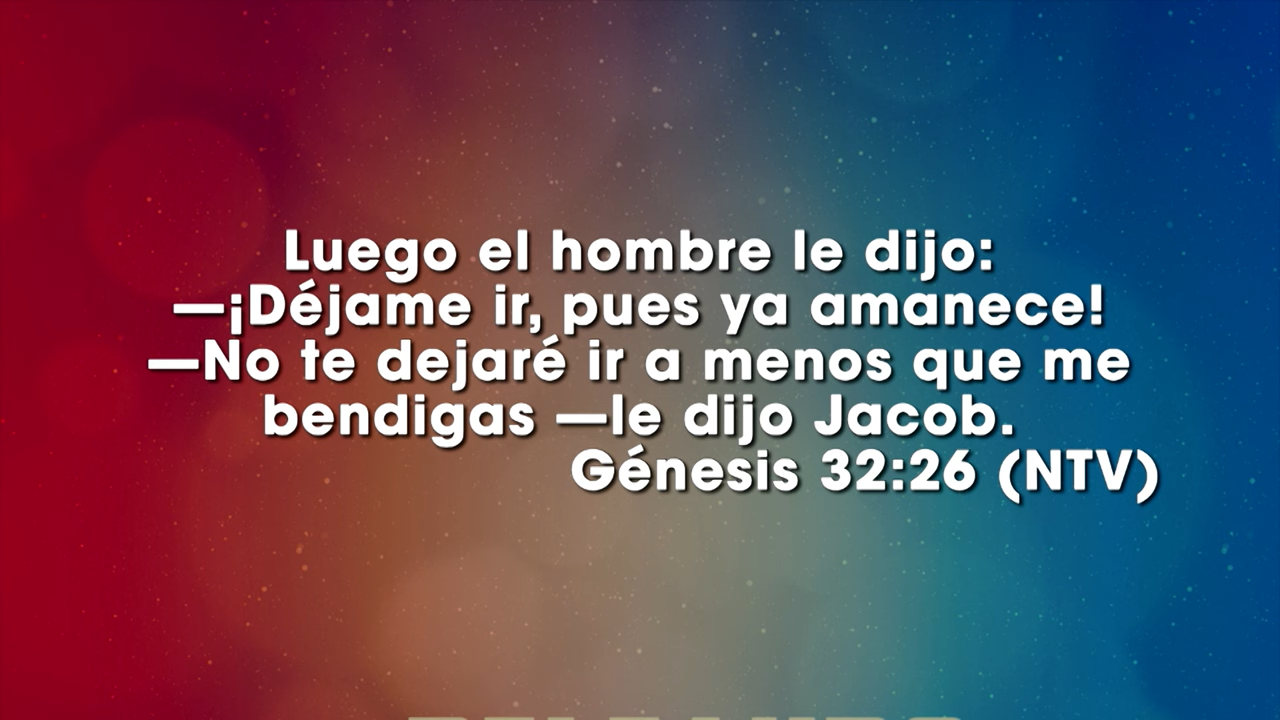 Luego el hombre le dijo:
—¡Déjame ir, pues ya amanece!
—No te dejaré ir a menos que me
bendigas —le dijo Jacob.
Génesis 32:26 (NTV)